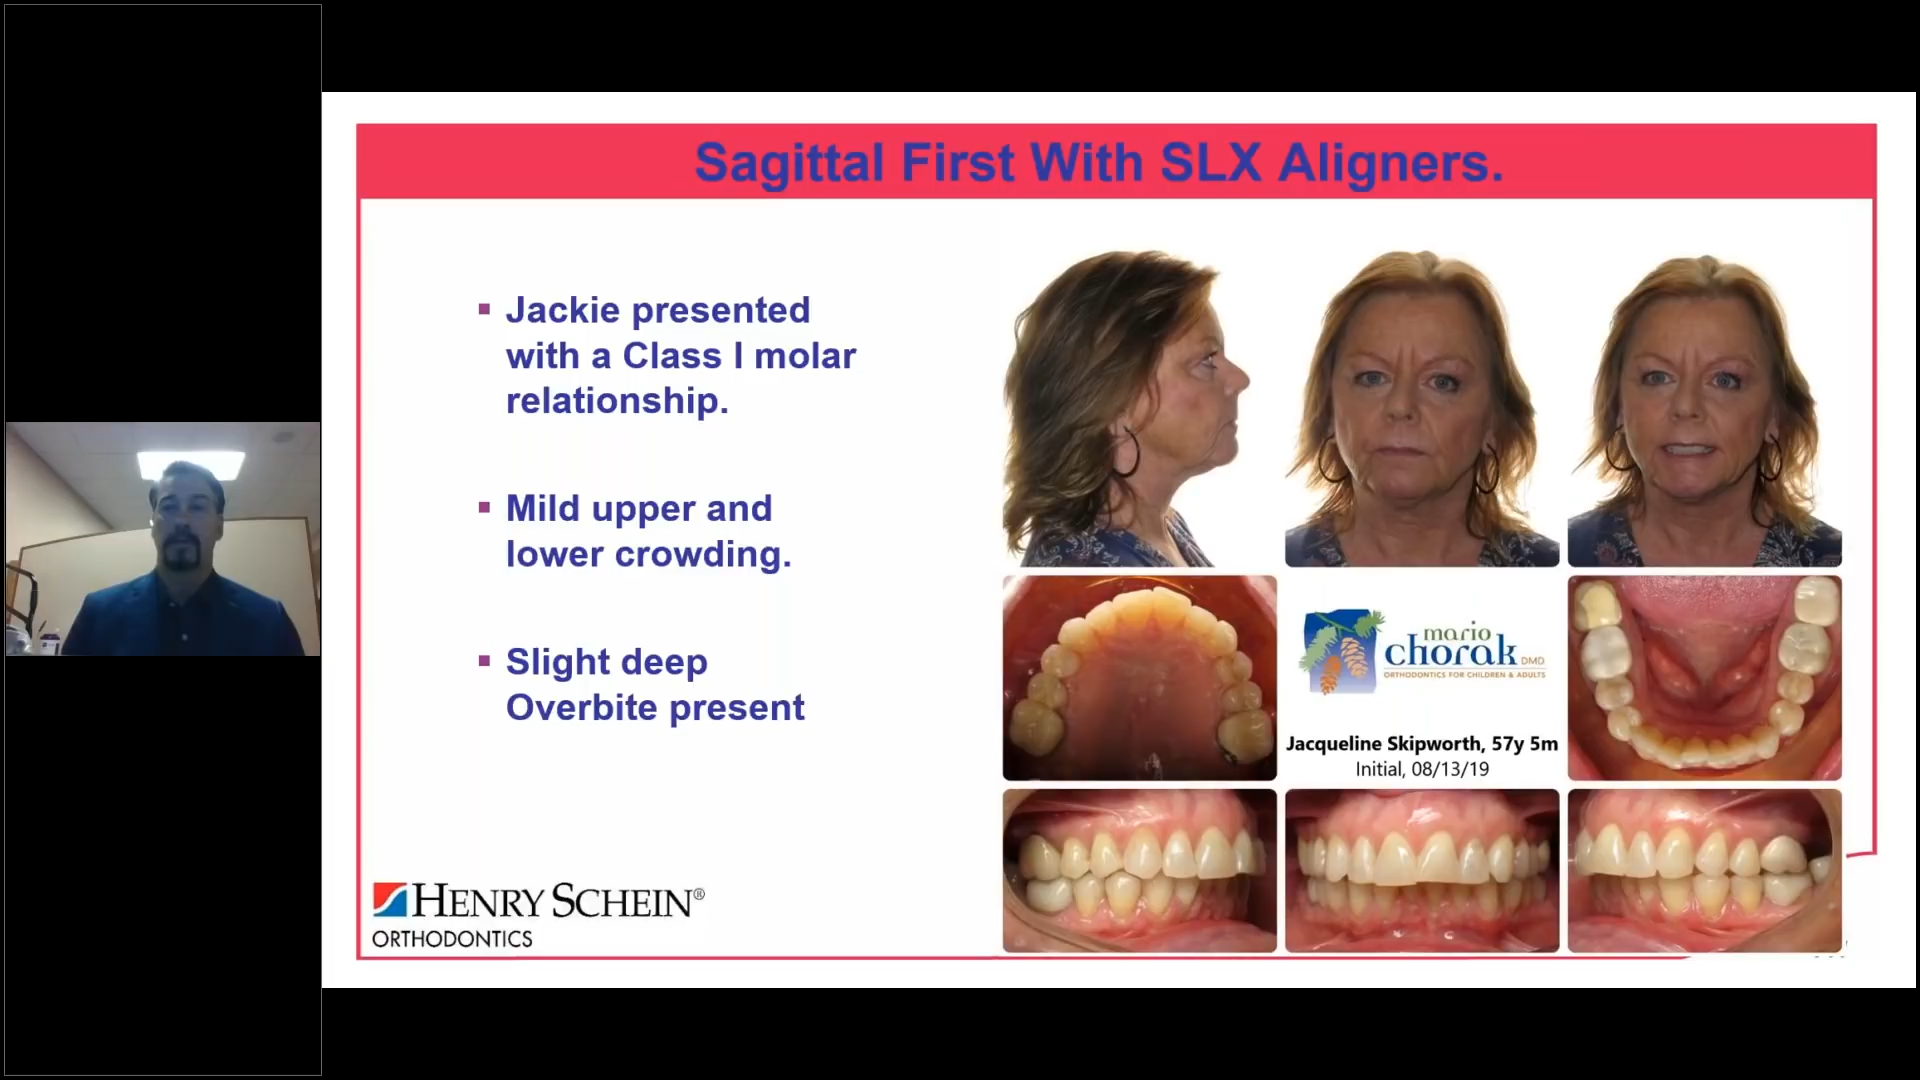 Sagittal First With SLX Aligners.
▪ Jackie presented
with a Class I molar
relationship.
▪ Mild upper and
lower crowding.
▪ Slight deep
Overbite present
mario
chorak DMD
ORTHODONTICS FOR CHILDREN & ADULTS
Jacqueline Skipworth, 57y 5m
Initial, 08/13/19
HENRY SCHEIN®
ORTHODONTICS